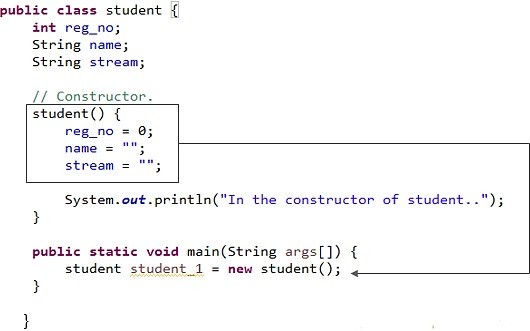 public class student {
int reg_no;
String name;
String stream;
// Constructor.
student() {
reg_no = 0;
name = "";
stream = "";
System.out.println("In the constructor of student..");
}
public static void main(String args[]) {
student student_1 = new student();
}
}